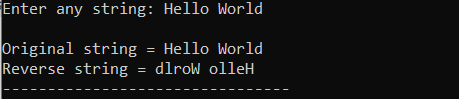 Enter any string: Hello World
Original string = Hello World
Reverse string = dlroW olleH
--------------------------------